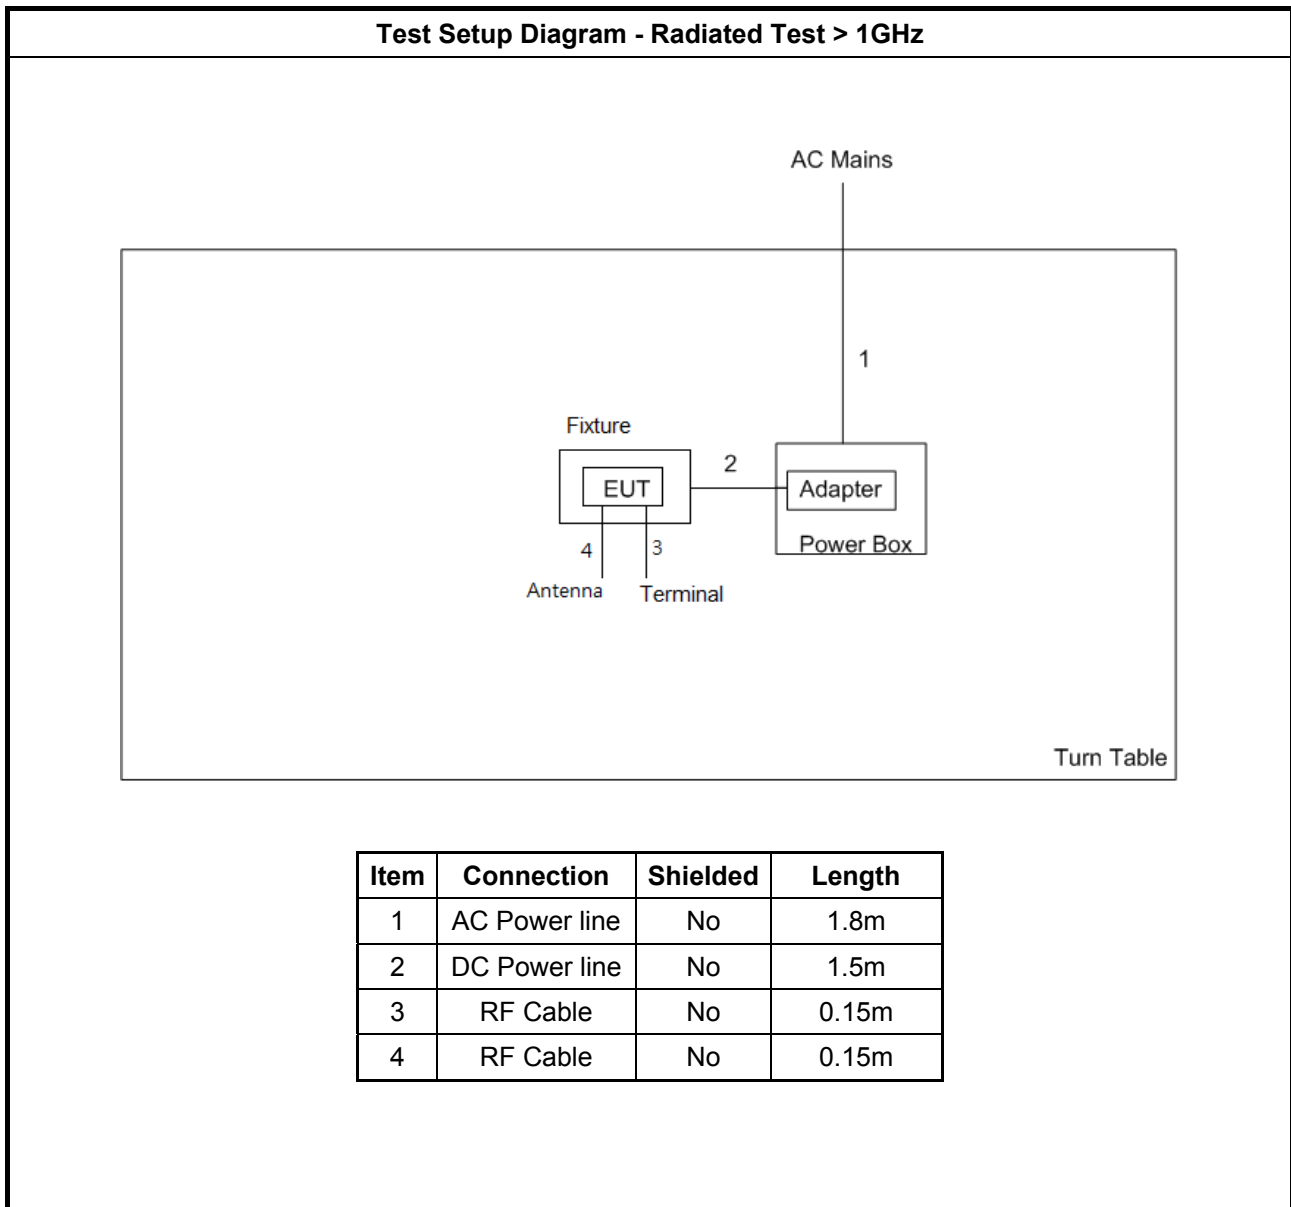 Test Setup Diagram - Radiated Test > 1GHz
AC Mains
1
Fixture
2
EUT
Adapter
Power Box
4
3
Antenna
Terminal
Turn Table
Item Connection Shielded Length
1 AC Power line No 1.8m
2 DC Power line No 1.5m
3 RF Cable No 0.15m
4 RF Cable No 0.15m